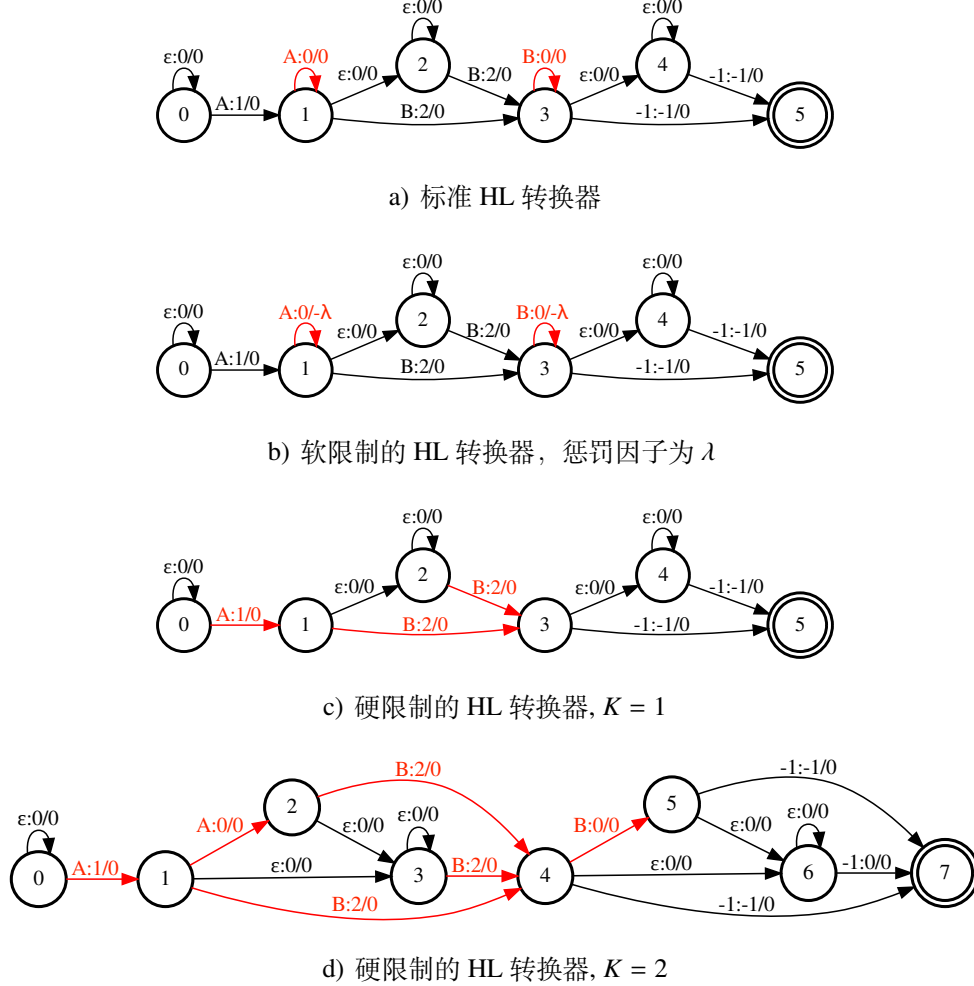 ε:0/0 ε:0/0
ε:0/0 A:0/0 2 B:0/0 4
ε:0/0 B:2/0 ε:0/0 -1:-1/0
0 A:1/0 1 B:2/0 3 -1:-1/0 5
a) 标准 HL 转换器
ε:0/0 ε:0/0
ε:0/0 A:0/-λ 2 B:0/-λ 4
ε:0/0 B:2/0 ε:0/0 -1:-1/0
0 A:1/0 1 B:2/0 3 -1:-1/0 5
b) 软限制的 HL 转换器，惩罚因子为 λ
ε:0/0 ε:0/0
ε:0/0 2 B:2/0 4
ε:0/0 ε:0/0 -1:-1/0
0 A:1/0 1 B:2/0 3 -1:-1/0 5
c) 硬限制的 HL 转换器, K = 1
B:2/0 -1:-1/0
ε:0/0 2 5
A:0/0 ε:0/0 ε:0/0 B:0/0 ε:0/0 ε:0/0
0 A:1/0 1 ε:0/0 3 B:2/0 4 ε:0/0 6 -1:0/0 7
B:2/0 -1:-1/0
d) 硬限制的 HL 转换器, K = 2